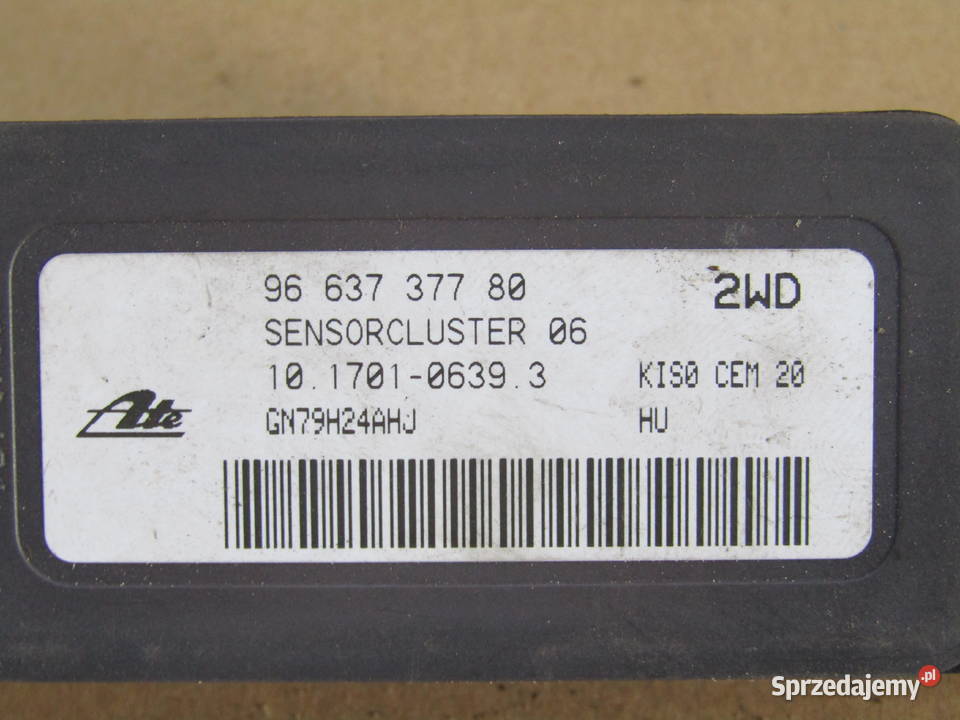 96 637 377 80 2WD
SENSORCLUSTER 06
10.1701-0639.3 KIS0 CEM 20
Ate GN79H24AHJ HU
Sprzedajemy.pl